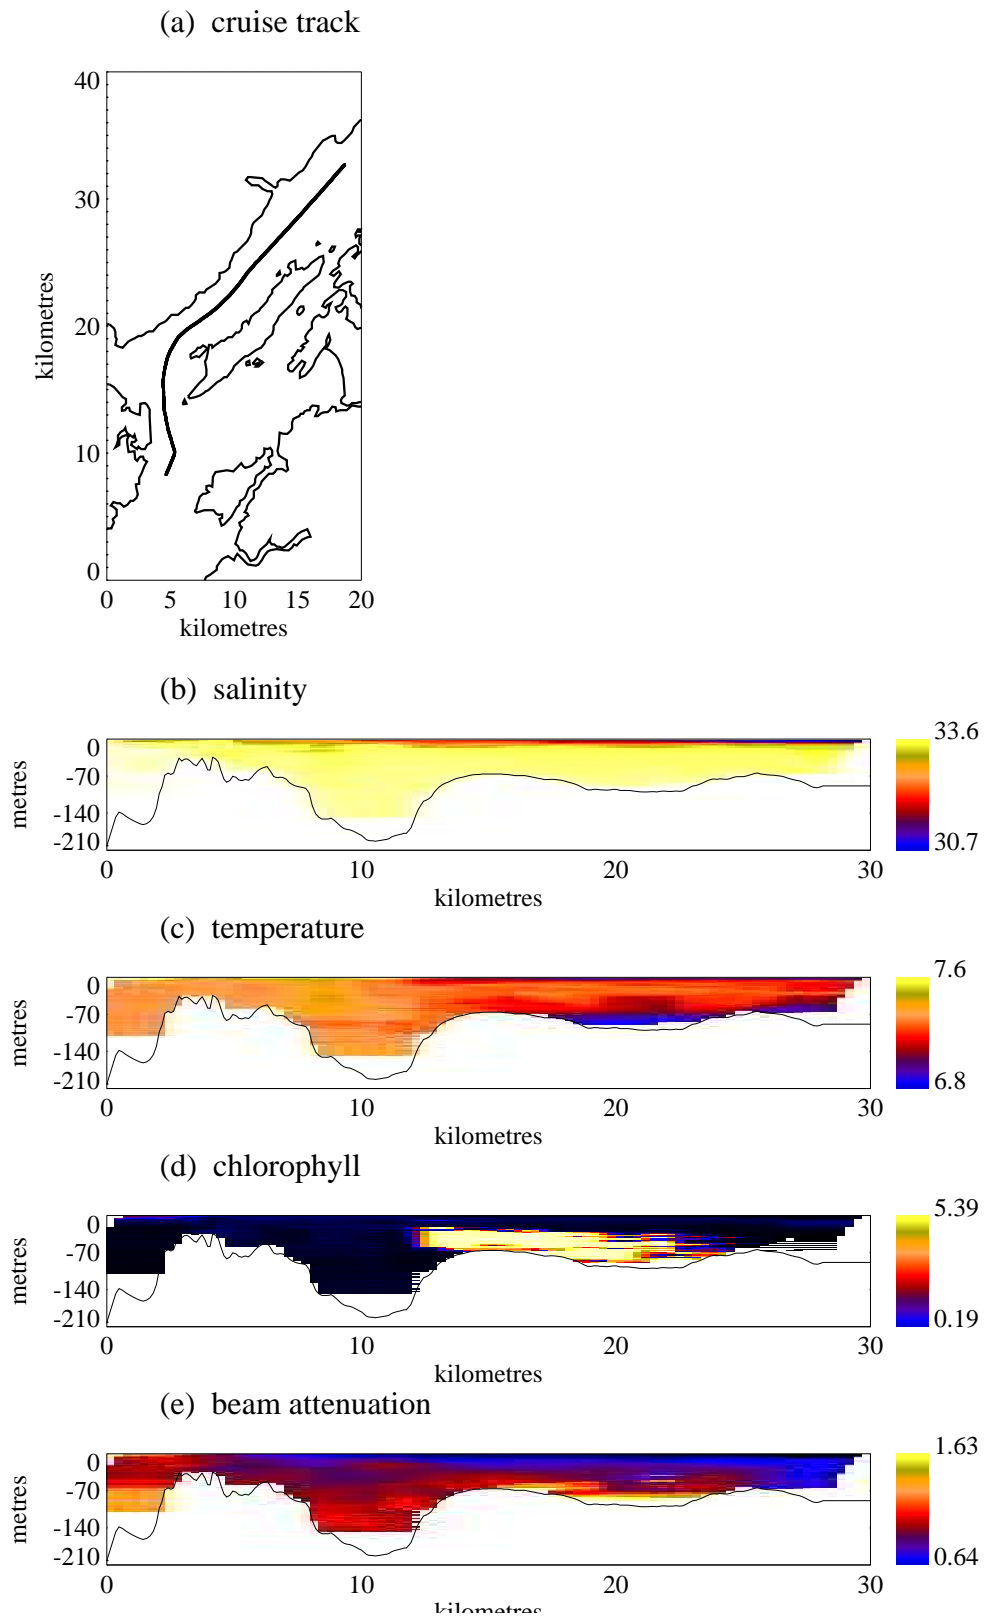 (a) cruise track
40
30
20
10
0
kilometres
0 5 10 15 20
kilometres
(b) salinity
0
-70
-140
-210
metres
0 10 20 30
kilometres
33.6
30.7
(c) temperature
0
-70
-140
-210
metres
0 10 20 30
kilometres
7.6
6.8
(d) chlorophyll
0
-70
-140
-210
metres
0 10 20 30
kilometres
5.39
0.19
(e) beam attenuation
0
-70
-140
-210
metres
0 10 20 30
kilometres
1.63
0.64